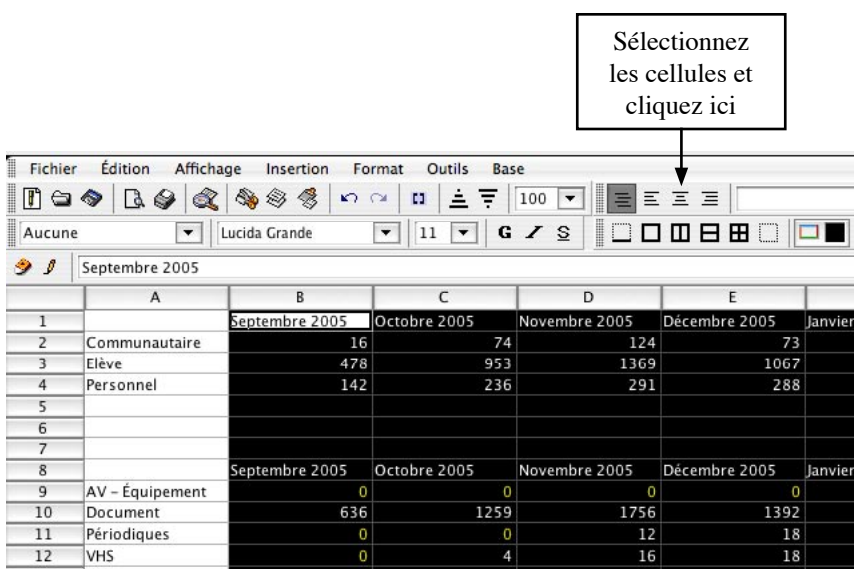 Sélectionnez
les cellules et
cliquez ici
Fichier Édition Affichage Insertion Format Outils Base
100
Aucune Lucida Grande 11 G I S
Septembre 2005
A B C D E
1 Septembre 2005 Octobre 2005 Novembre 2005 Décembre 2005 Janvier
2 Communautaire 16 74 124 73
3 Elève 478 953 1369 1067
4 Personnel 142 236 291 288
5
6
7
8 Septembre 2005 Octobre 2005 Novembre 2005 Décembre 2005 Janvier
9 AV – Équipement 0 0 0 0
10 Document 636 1259 1756 1392
11 Périodiques 0 0 12 18
12 VHS 0 4 16 18